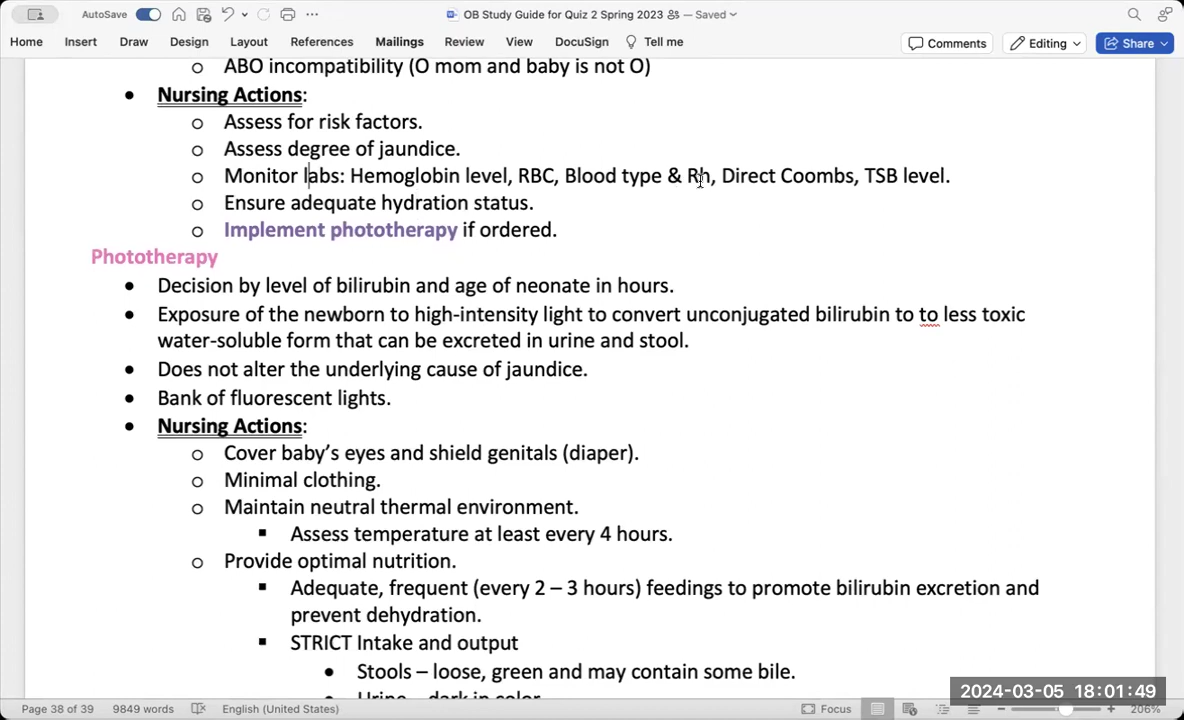 AutoSave
OB Study Guide for Quiz 2 Spring 2023 — Saved
Home Insert Draw Design Layout References Mailings Review View DocuSign Tell me Comments Editing Share
o ABO incompatibility (O mom and baby is not O)
• Nursing Actions:
o Assess for risk factors.
o Assess degree of jaundice.
o Monitor labs: Hemoglobin level, RBC, Blood type & Rh, Direct Coombs, TSB level.
o Ensure adequate hydration status.
o Implement phototherapy if ordered.
Phototherapy
• Decision by level of bilirubin and age of neonate in hours.
• Exposure of the newborn to high-intensity light to convert unconjugated bilirubin to to less toxic
water-soluble form that can be excreted in urine and stool.
• Does not alter the underlying cause of jaundice.
• Bank of fluorescent lights.
• Nursing Actions:
o Cover baby's eyes and shield genitals (diaper).
o Minimal clothing.
o Maintain neutral thermal environment.
▪ Assess temperature at least every 4 hours.
o Provide optimal nutrition.
▪ Adequate, frequent (every 2 – 3 hours) feedings to promote bilirubin excretion and
prevent dehydration.
▪ STRICT Intake and output
• Stools – loose, green and may contain some bile.
• Urine – dark in color
2024-03-05 18:01:49
Page 38 of 39 9849 words English (United States) Focus 206%